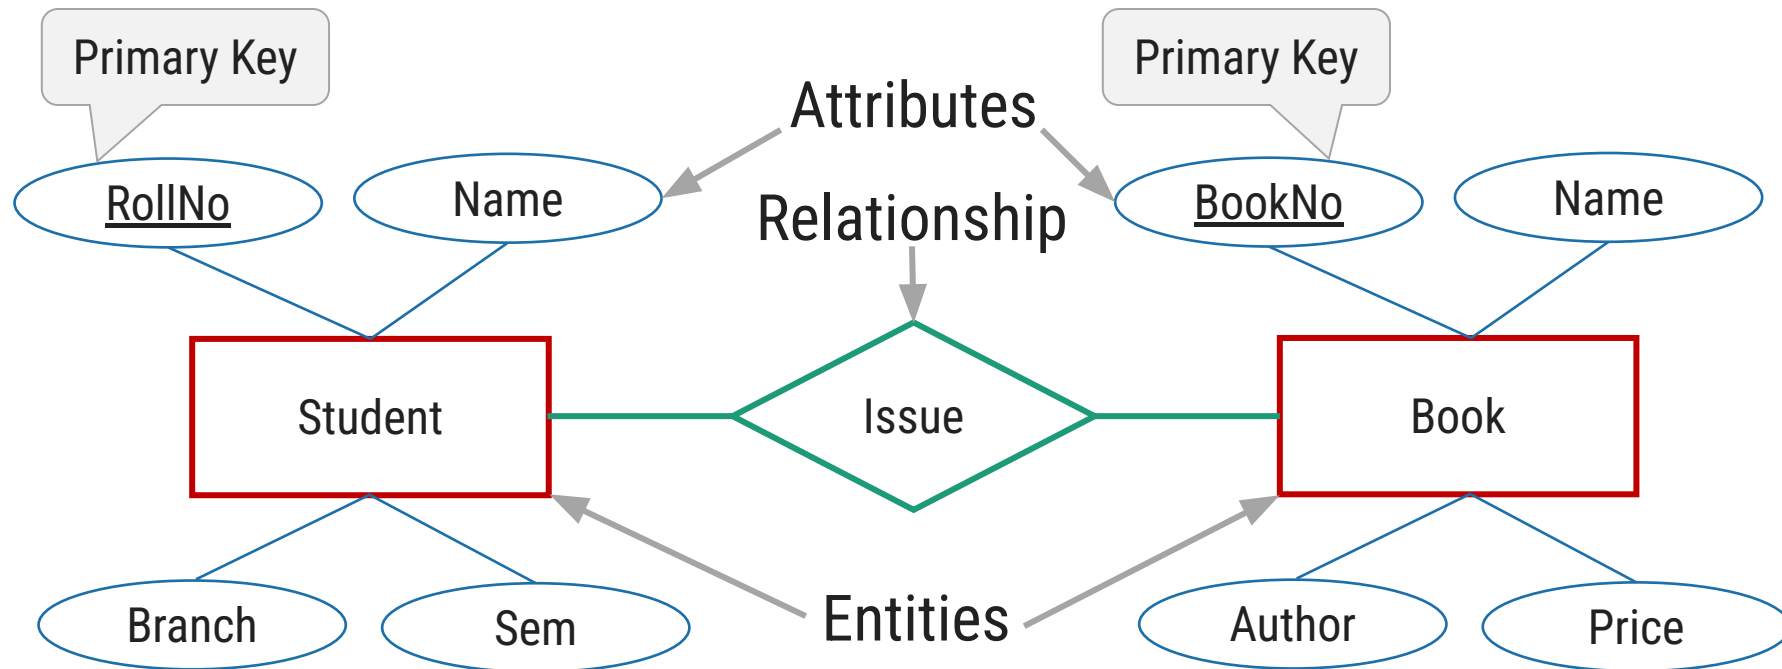 Primary Key
Primary Key
Attributes
RollNo
Name
Relationship
BookNo
Name
Student
Issue
Book
Branch
Sem
Entities
Author
Price